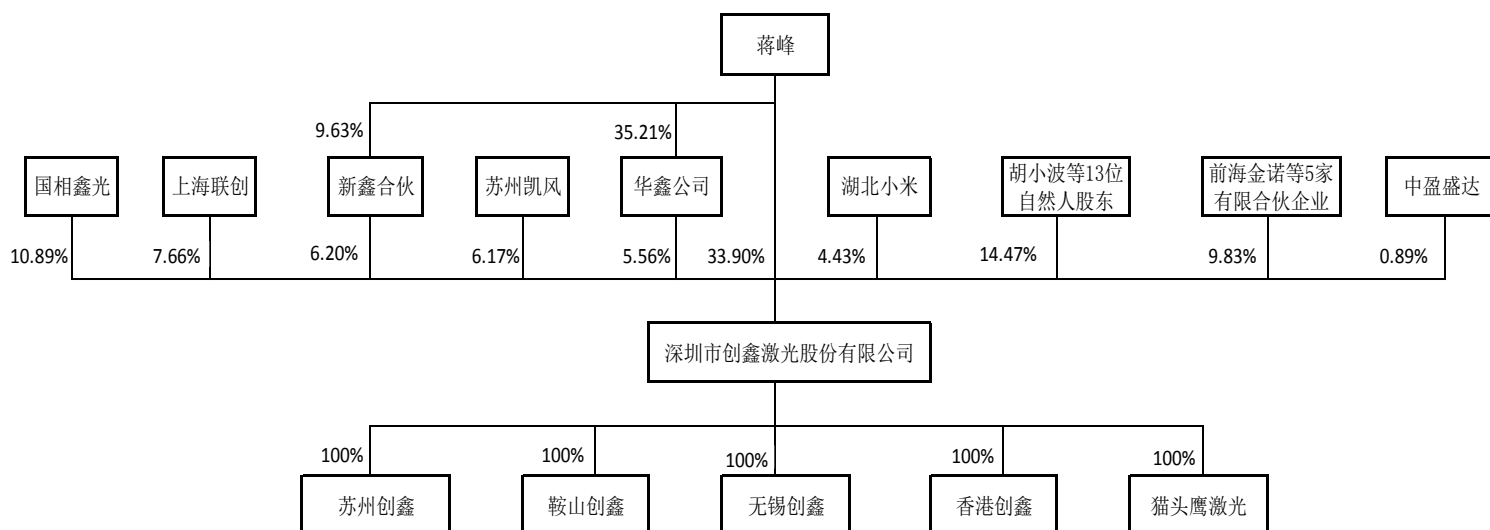 蒋峰
9.63%
35.21%
国相鑫光
上海联创
新鑫合伙
苏州凯风
华鑫公司
湖北小米
胡小波等13位
自然人股东
前海金诺等5家
有限合伙企业
中盈盛达
10.89%
7.66%
6.20%
6.17%
5.56%
33.90%
4.43%
14.47%
9.83%
0.89%
深圳市创鑫激光股份有限公司
100%
100%
100%
100%
100%
苏州创鑫
鞍山创鑫
无锡创鑫
香港创鑫
猫头鹰激光